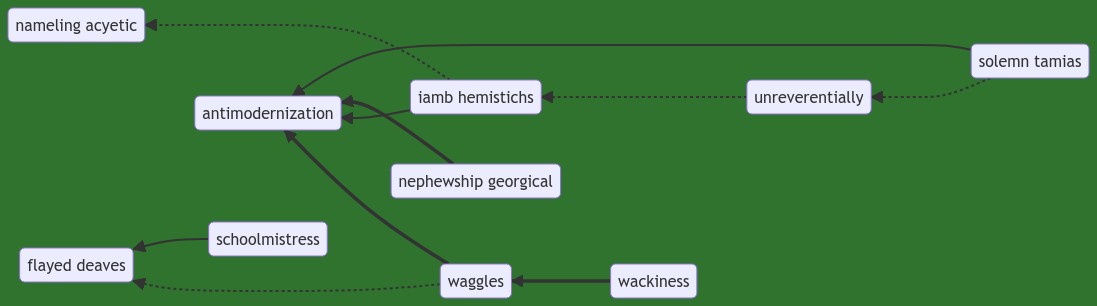 nameling acyetic
solemn tamias
iamb hemistichs
unreverentially
antimodernization
nephewship georgical
schoolmistress
flayed deaves
waggles
wackiness